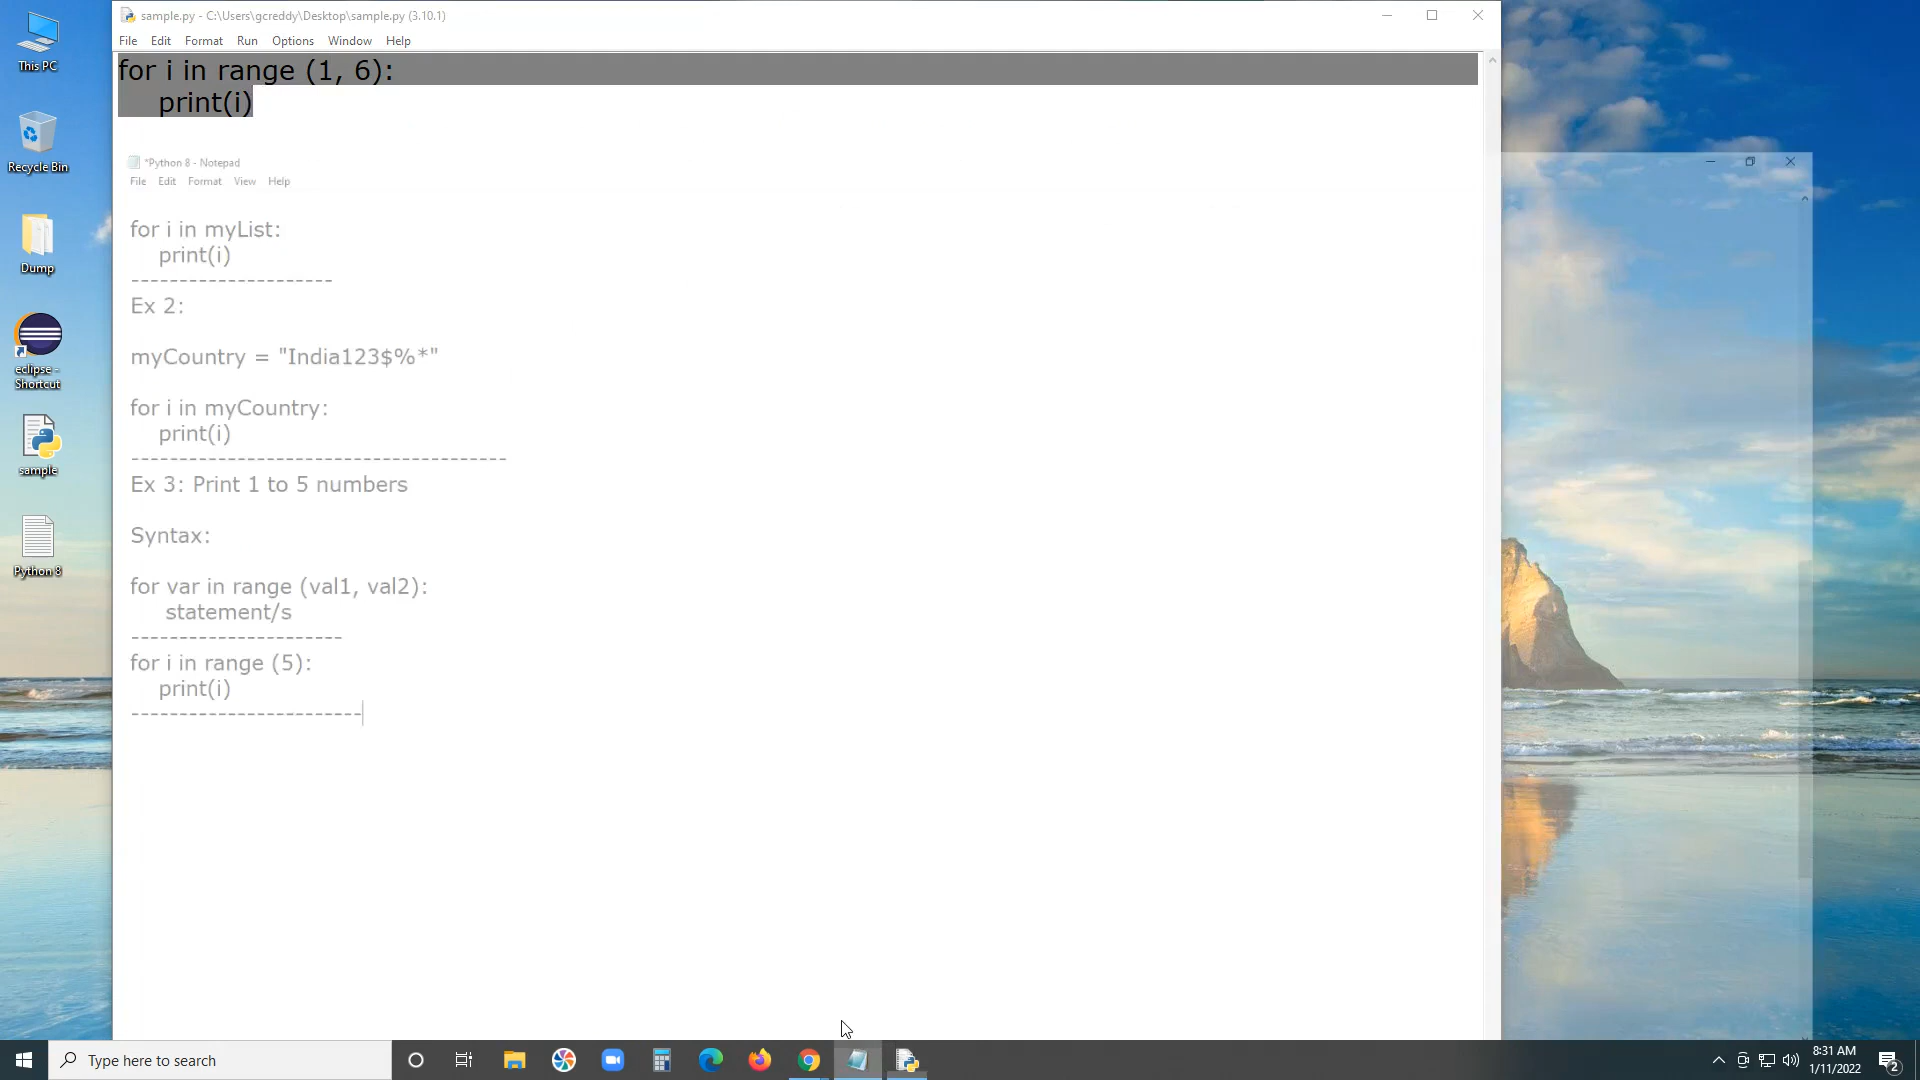 This PC
Recycle Bin
Dump
eclipse -
Shortcut
sample
Python 8
sample.py - C:\Users\gcreddy\Desktop\sample.py (3.10.1)
File Edit Format Run Options Window Help
for i in range (1, 6):
print(i)
*Python 8 - Notepad
File Edit Format View Help
for i in myList:
print(i)
---------------------
Ex 2:
myCountry = "India123$%*"
for i in myCountry:
print(i)
---------------------------------------
Ex 3: Print 1 to 5 numbers
Syntax:
for var in range (val1, val2):
statement/s
----------------------
for i in range (5):
print(i)
------------------------
Type here to search
8:31 AM
1/11/2022
2